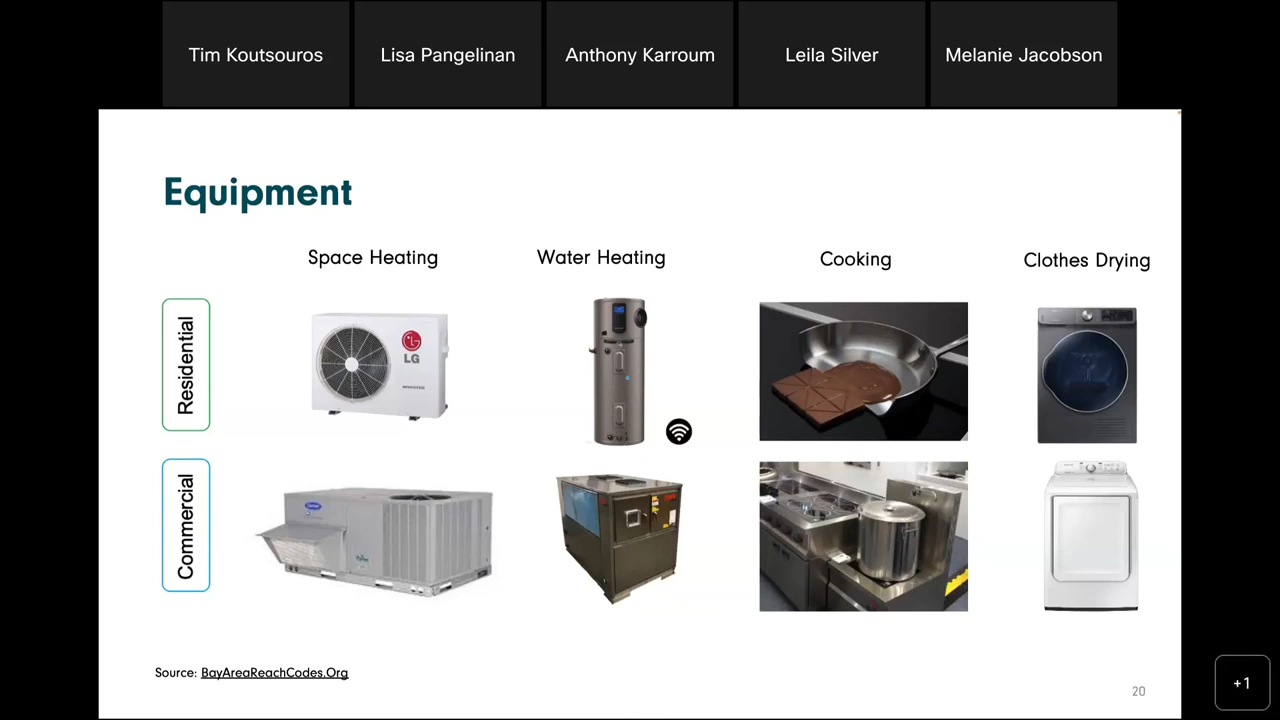 Tim Koutsouros
Lisa Pangelinan
Anthony Karroum
Leila Silver
Melanie Jacobson
Equipment
Space Heating
Water Heating
Cooking
Clothes Drying
Residential
LG
LG
Commercial
Source: BayAreaReachCodes.Org
20
+1